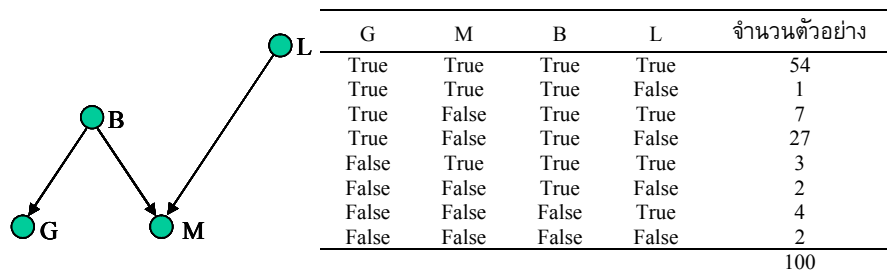 L
B
G
M
G M B L จำนวนตัวอย่าง
True True True True 54
True True True False 1
True False True True 7
True False True False 27
False True True True 3
False False True False 2
False False False True 4
False False False False 2
100